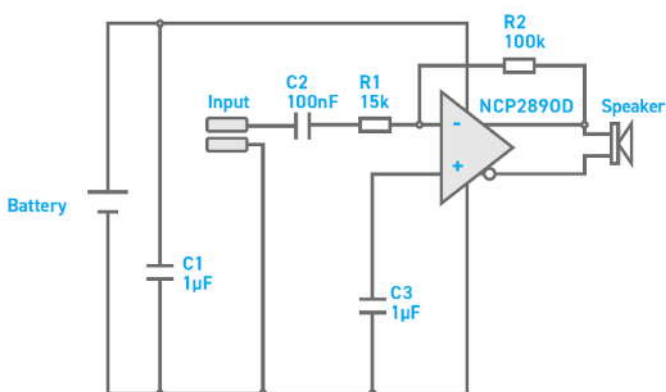 R2
100k
C2
100nF
R1
15k
Input
NCP2890D
Speaker
-
+
Battery
C1
1µF
C3
1µF